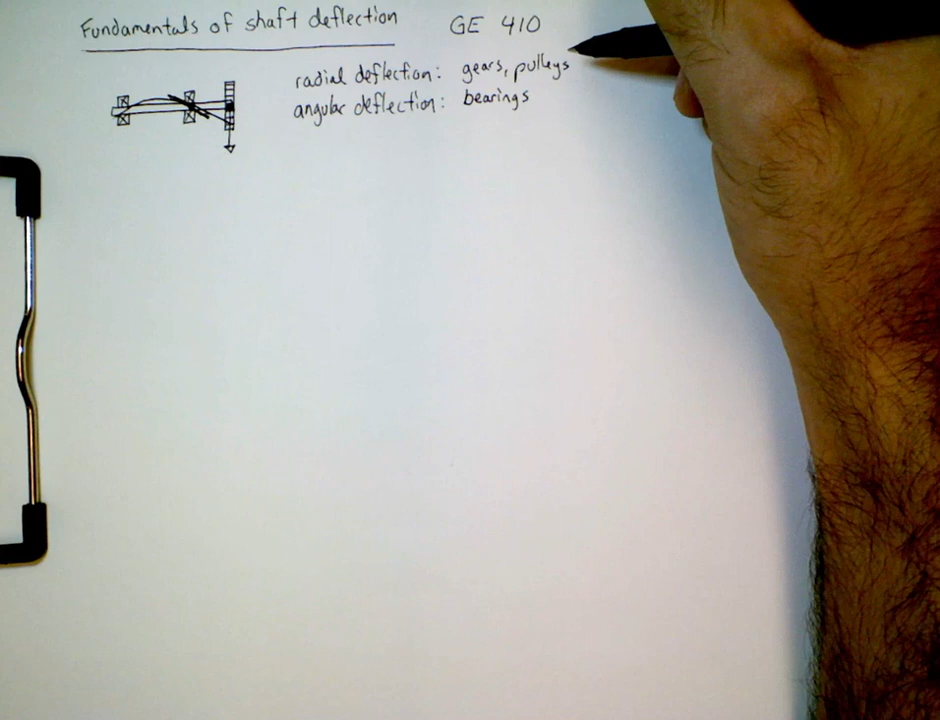 Fundamentals of shaft deflection GE 410
radial deflection: gears, pulleys
angular deflection: bearings